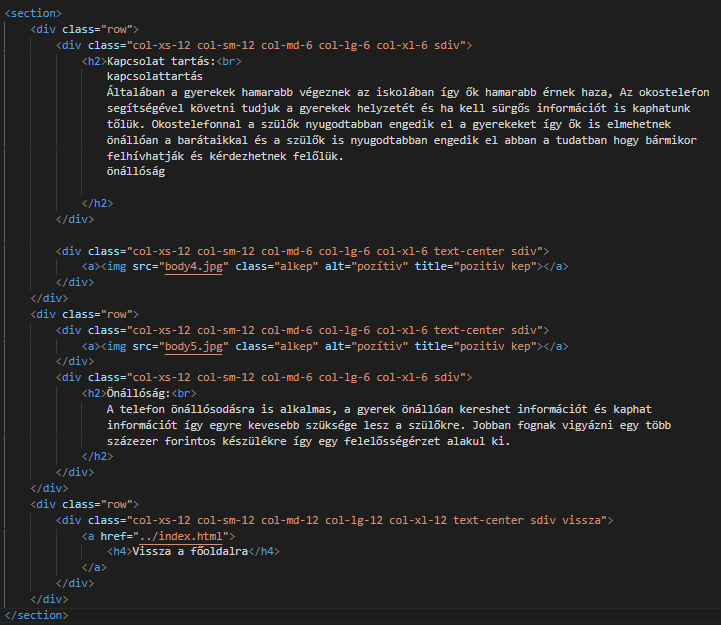 <section>
<div class="row">
<div class="col-xs-12 col-sm-12 col-md-6 col-lg-6 col-xl-6 sdiv">
<h2>Kapcsolat tartás:<br>
kapcsolattartás
Általában a gyerekek hamarabb végeznek az iskolában így ők hamarabb érnek haza, Az okostelefon
segítségével követni tudjuk a gyerekek helyzetét és ha kell sürgős információt is kaphatunk
tőlük. Okostelefonnal a szülők nyugodtabban engedik el a gyerekeket így ők is elmehetnek
önállóan a barátaikkal és a szülők is nyugodtabban engedik el abban a tudatban hogy bármikor
felhívhatják és kérdezhetnek felőlük.
önállóság
</h2>
</div>
<div class="col-xs-12 col-sm-12 col-md-6 col-lg-6 col-xl-6 text-center sdiv">
<a><img src="body4.jpg" class="alkep" alt="pozítiv" title="pozitiv kep"></a>
</div>
</div>
<div class="row">
<div class="col-xs-12 col-sm-12 col-md-6 col-lg-6 col-xl-6 text-center sdiv">
<a><img src="body5.jpg" class="alkep" alt="pozítiv" title="pozitiv kep"></a>
</div>
<div class="col-xs-12 col-sm-12 col-md-6 col-lg-6 col-xl-6 sdiv">
<h2>Önállóság:<br>
A telefon önállósodásra is alkalmas, a gyerek önállóan kereshet információt és kaphat
információt így egyre kevesebb szüksége lesz a szülőkre. Jobban fognak vigyázni egy több
százezer forintos készülékre így egy felelősségérzet alakul ki.
</h2>
</div>
</div>
<div class="row">
<div class="col-xs-12 col-sm-12 col-md-12 col-lg-12 col-xl-12 text-center sdiv vissza">
<a href="../index.html">
<h4>Vissza a főoldalra</h4>
</a>
</div>
</div>
</section>